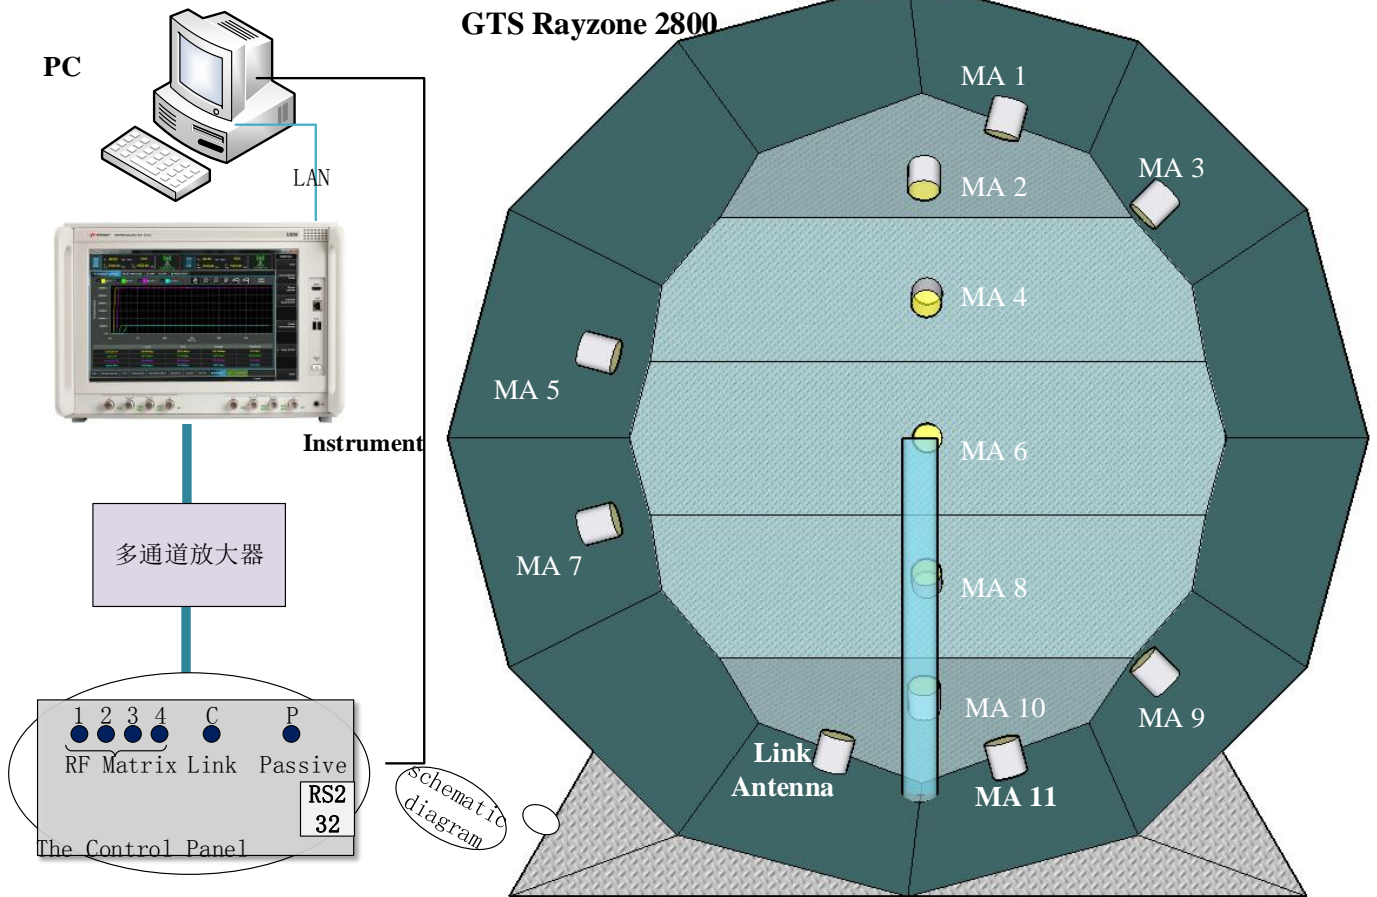 GTS Rayzone 2800
PC
LAN
Instrument
多通道放大器
1 2 3 4 C P
RF Matrix Link Passive
RS2
32
The Control Panel
schematic
diagram
MA 1
MA 2
MA 3
MA 4
MA 5
MA 6
MA 7
MA 8
MA 9
MA 10
Link
Antenna
MA 11